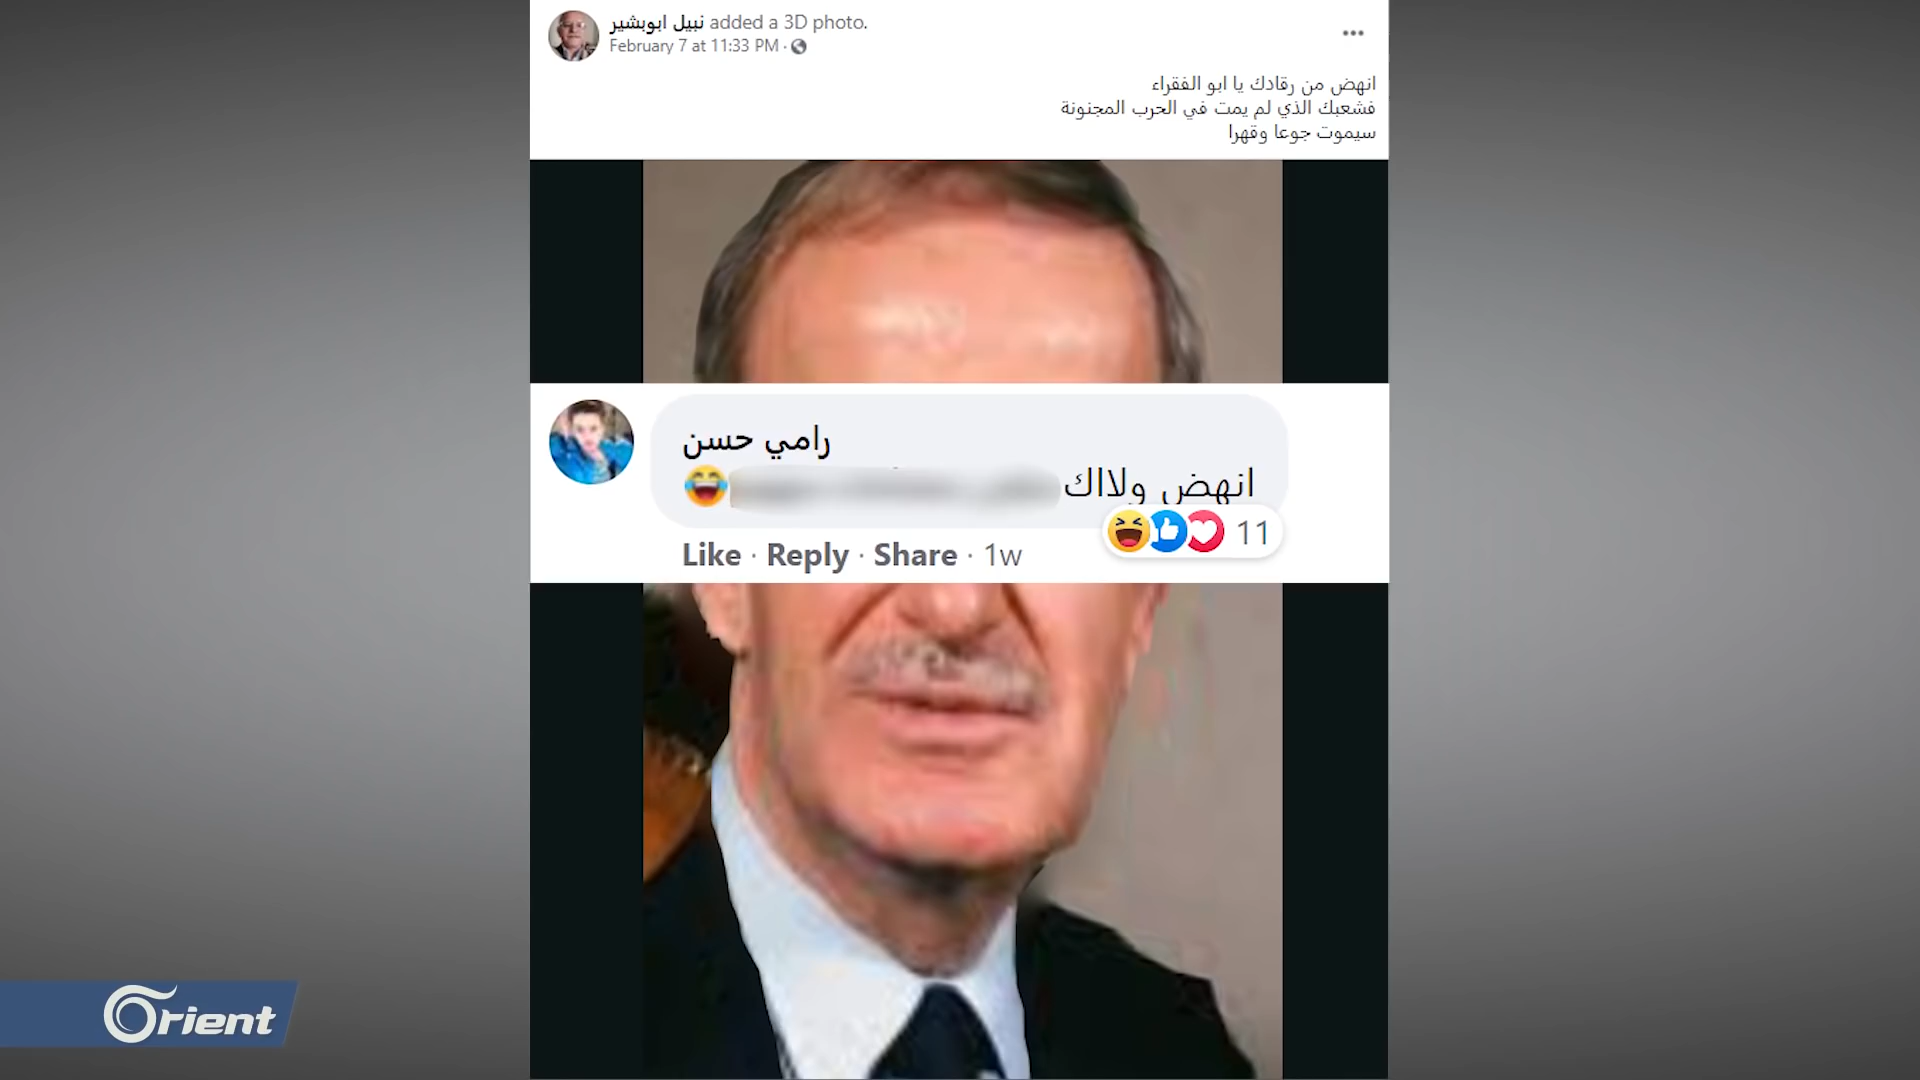 نبيل ابوبشير added a 3D photo.
February 7 at 11:33 PM ·
انهض من رقادك يا ابو الفقراء
فشعبك الذي لم يمت في الحرب المجنونة
سيموت جوعا وقهرا
رامي حسن
انهض ولااك 😂
11
Like · Reply · Share · 1w
Orient